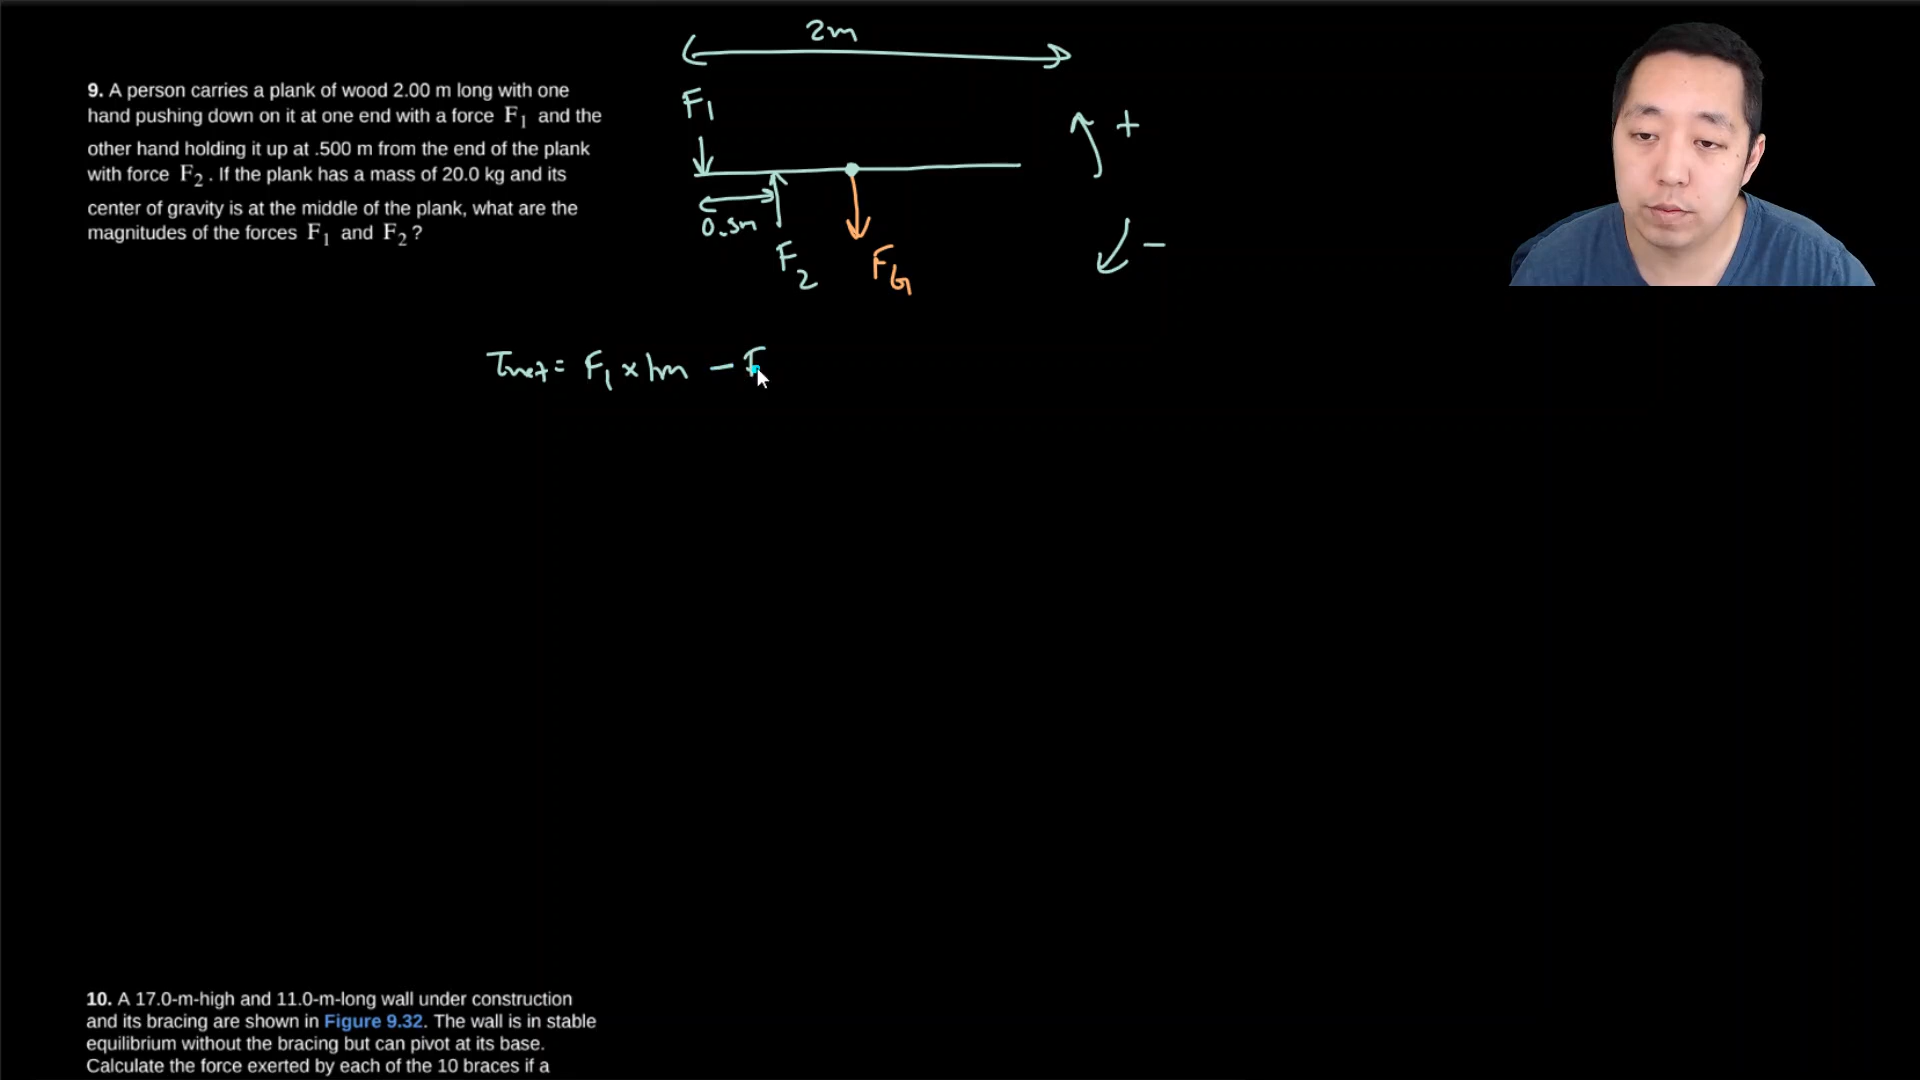 9. A person carries a plank of wood 2.00 m long with one
hand pushing down on it at one end with a force F₁ and the
other hand holding it up at .500 m from the end of the plank
with force F₂. If the plank has a mass of 20.0 kg and its
center of gravity is at the middle of the plank, what are the
magnitudes of the forces F₁ and F₂?
2m
F₁
+
0.5m
F₂
F_G
−
τnet = F₁ × 1m − F
10. A 17.0-m-high and 11.0-m-long wall under construction
and its bracing are shown in Figure 9.32. The wall is in stable
equilibrium without the bracing but can pivot at its base.
Calculate the force exerted by each of the 10 braces if a